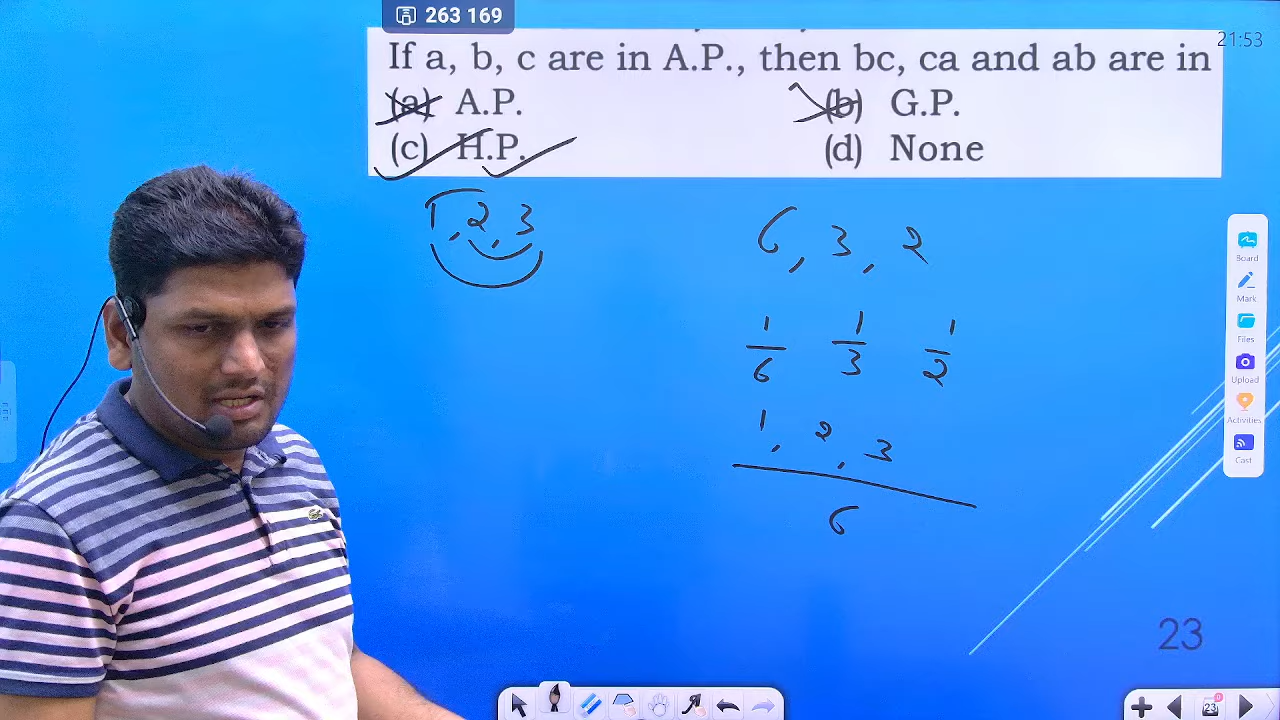 263 169
21:53
If a, b, c are in A.P., then bc, ca and ab are in
(a) A.P.
(b) G.P.
(c) H.P.
(d) None
1, 2, 3
6, 3, 2
1/6 1/3 1/2
1, 2, 3
6
Board
Mark
Files
Upload
Activities
Cast
23
23